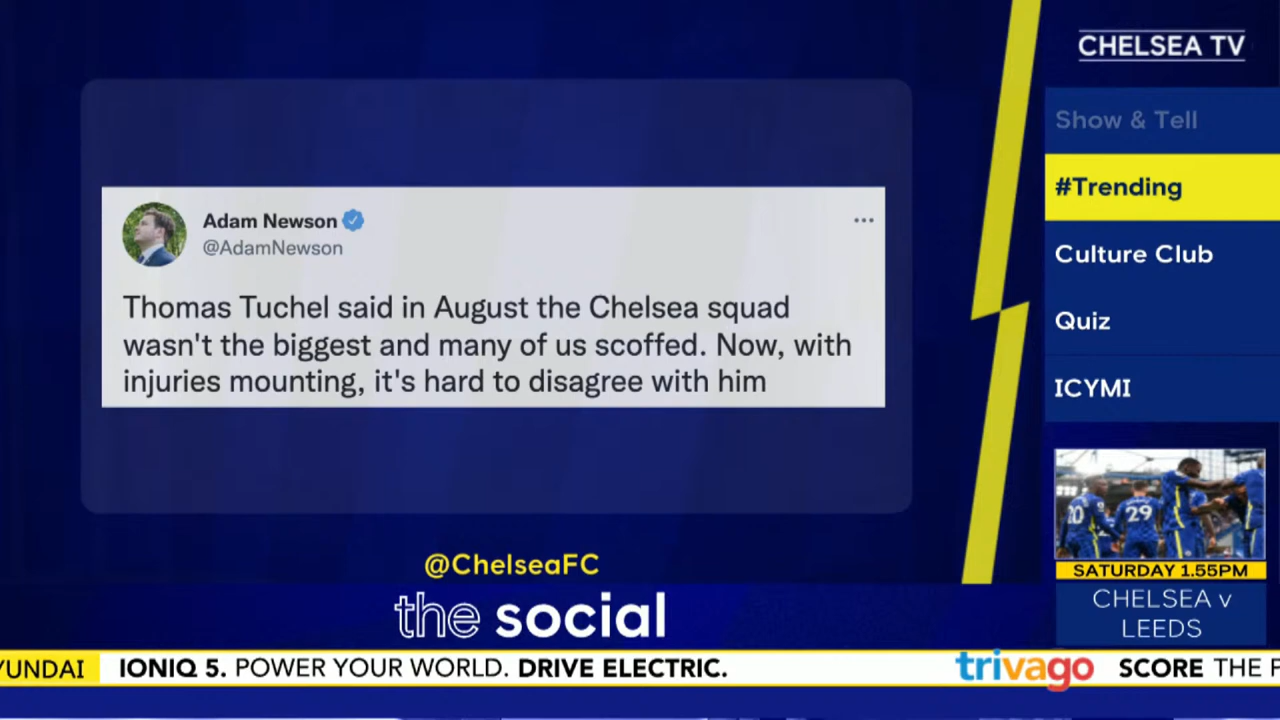 CHELSEA TV
Show & Tell
#Trending
Culture Club
Quiz
ICYMI
Adam Newson
@AdamNewson
Thomas Tuchel said in August the Chelsea squad
wasn't the biggest and many of us scoffed. Now, with
injuries mounting, it's hard to disagree with him
20
29
SATURDAY 1.55PM
CHELSEA v
LEEDS
@ChelseaFC
the social
YUNDAI IONIQ 5. POWER YOUR WORLD. DRIVE ELECTRIC. trivago SCORE THE F